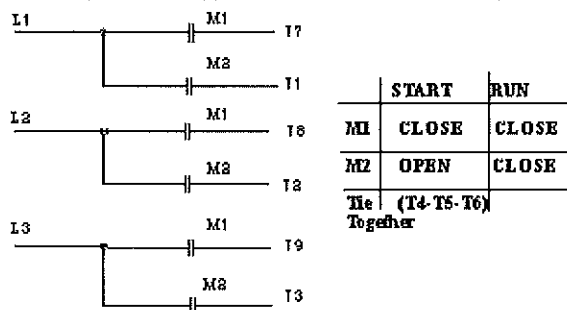 L1
M1
T7
M2
T1
L2
M1
T8
M2
T2
L3
M1
T9
M2
T3
START RUN
M1 CLOSE CLOSE
M2 OPEN CLOSE
Tie (T4-T5-T6)
Together